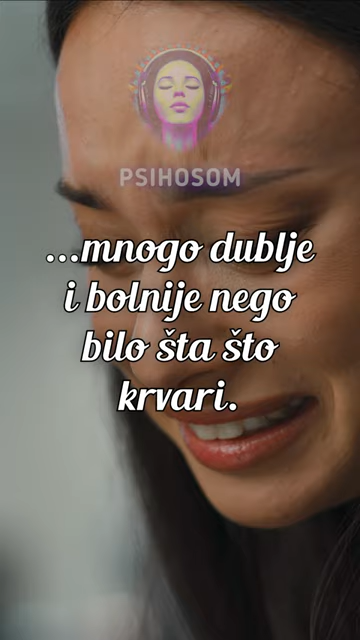 PSIHOSOM
...mnogo dublje
i bolnije nego
bilo šta što
krvari.